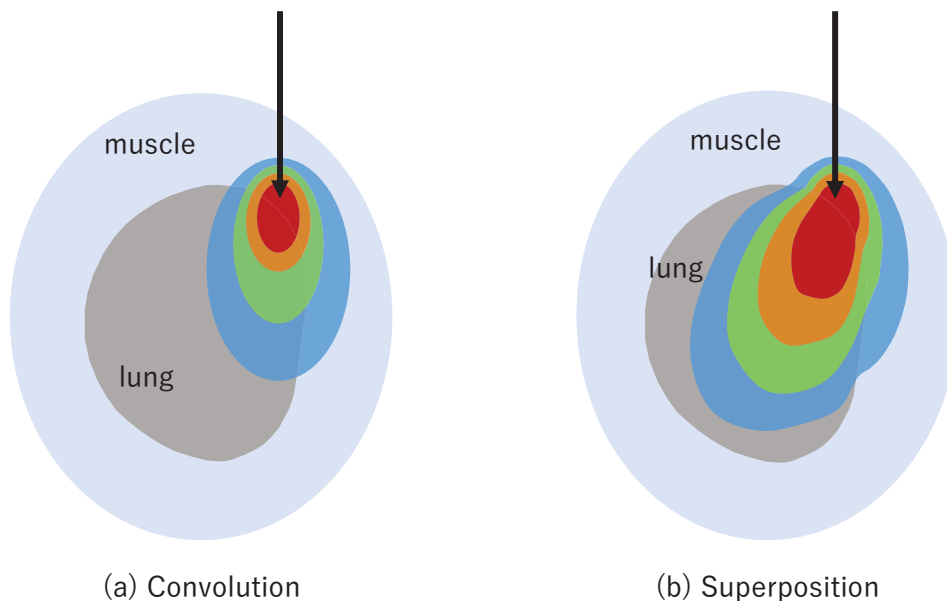 muscle
lung
(a) Convolution
muscle
lung
(b) Superposition